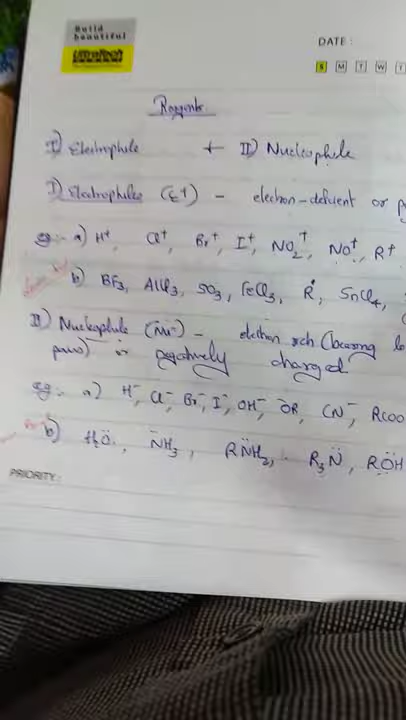 Build
beautiful
UltraTech
DATE :
S M T W T
Reagents
I) Electrophile + II) Nucleophile
I) Electrophiles (E+) - electron-deficient or
eg:- a) H+ Cl+ Br+, I+, NO2+, NO+, R+
b) BF3, AlCl3, SO3, FeCl3, R, SnCl4,
II) Nucleophile (Nu-) - electron rich (bearing
pairs) or negatively charged
eg:- a) H-, Cl-, Br-, I-, OH-, OR, CN-, RCOO
b) H2O, NH3, RNH2, R3N, ROH
PRIORITY: